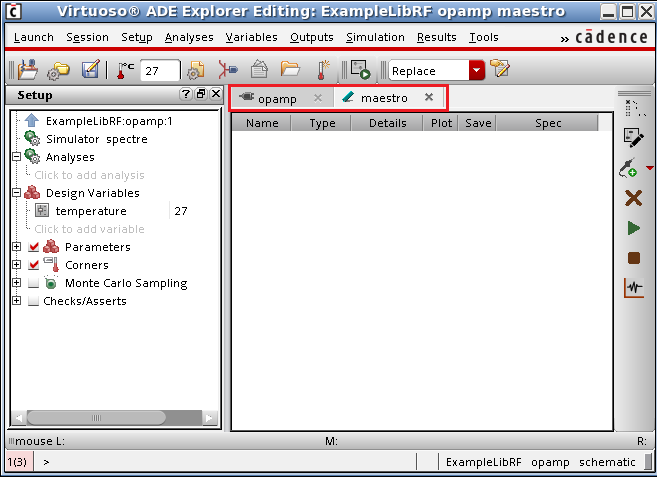 Virtuoso® ADE Explorer Editing: ExampleLibRF opamp maestro
Launch Session Setup Analyses Variables Outputs Simulation Results Tools » cādence
27 Replace
Setup
opamp maestro
Name Type Details Plot Save Spec
ExampleLibRF:opamp:1
Simulator spectre
Analyses
Click to add analysis
Design Variables
temperature 27
Click to add variable
Parameters
Corners
Monte Carlo Sampling
Checks/Asserts
mouse L: M: R:
1(3) > ExampleLibRF opamp schematic